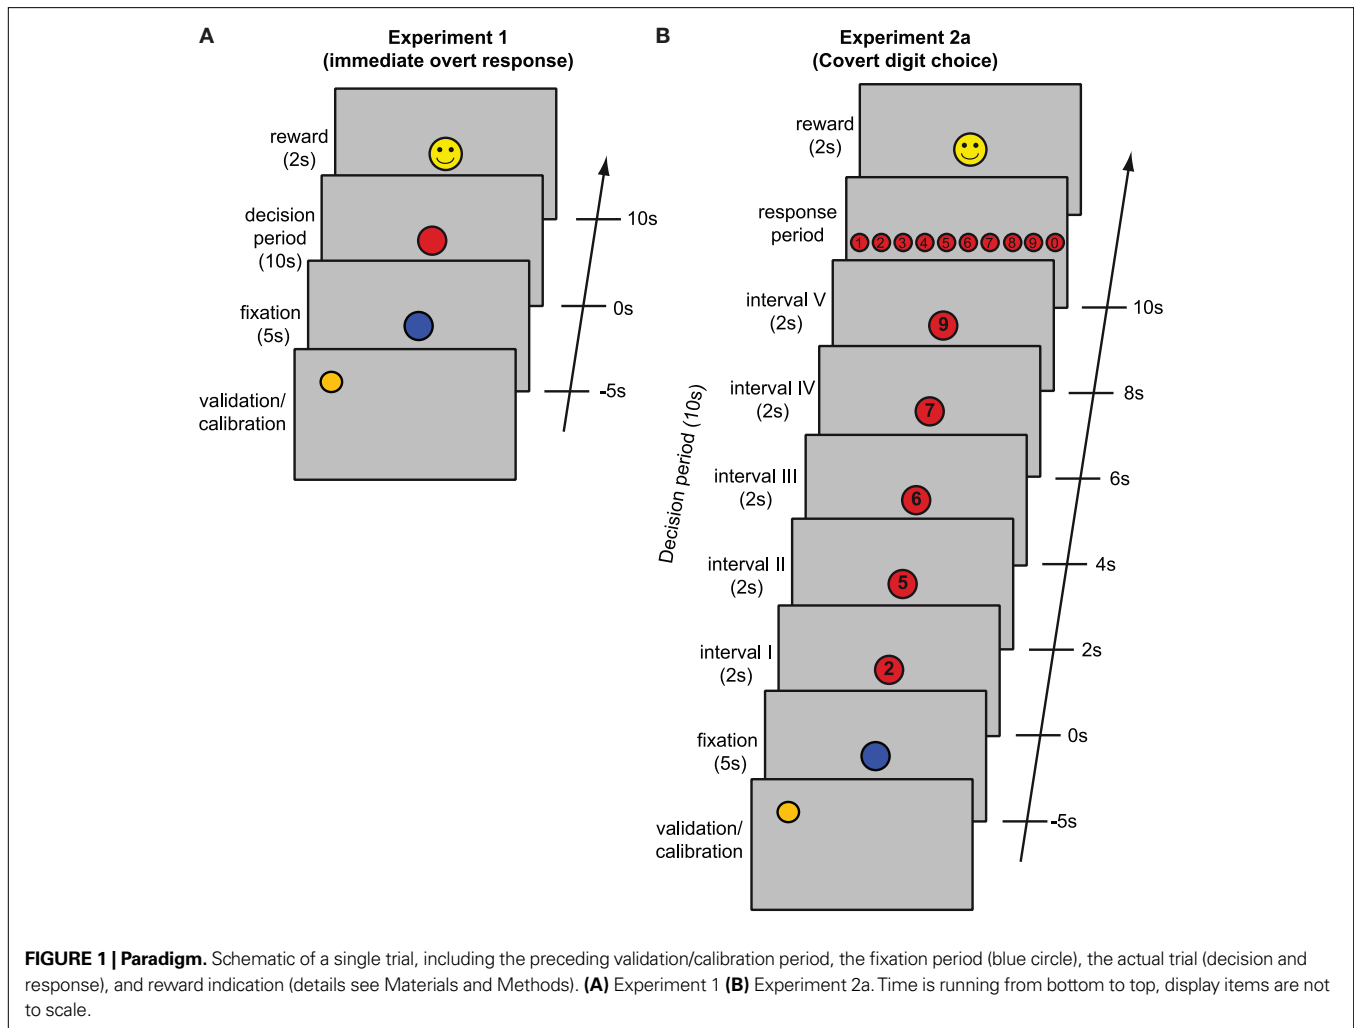 A
Experiment 1
(immediate overt response)
reward
(2s)
decision
period
(10s)
fixation
(5s)
validation/
calibration
10s
0s
-5s
B
Experiment 2a
(Covert digit choice)
reward
(2s)
response
period
1 2 3 4 5 6 7 8 9 0
interval V
(2s)
9
interval IV
(2s)
7
interval III
(2s)
6
interval II
(2s)
5
interval I
(2s)
2
fixation
(5s)
validation/
calibration
Decision period (10s)
10s
8s
6s
4s
2s
0s
-5s
FIGURE 1 | Paradigm. Schematic of a single trial, including the preceding validation/calibration period, the fixation period (blue circle), the actual trial (decision and
response), and reward indication (details see Materials and Methods). (A) Experiment 1 (B) Experiment 2a. Time is running from bottom to top, display items are not
to scale.